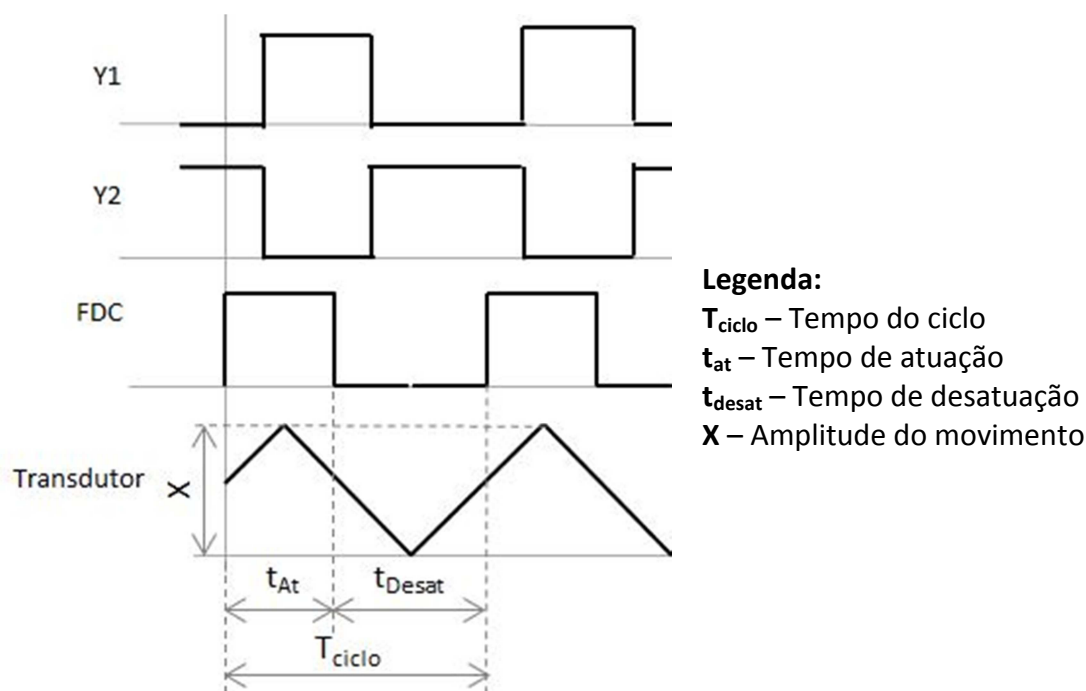 Y1
Y2
FDC
Transdutor
X
tAt
tDesat
Tciclo
Legenda:
Tciclo – Tempo do ciclo
tat – Tempo de atuação
tdesat – Tempo de desatuação
X – Amplitude do movimento